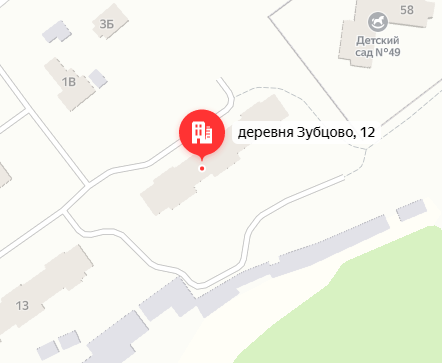 58
3Б
Детский
сад №49
1В
деревня Зубцово, 12
13